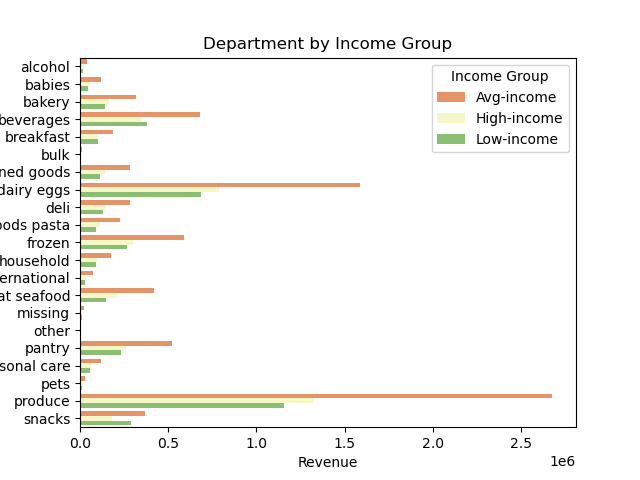 Department by Income Group
alcohol
babies
bakery
beverages
breakfast
bulk
ned goods
dairy eggs
deli
oods pasta
frozen
household
ernational
at seafood
missing
other
pantry
sonal care
pets
produce
snacks
Income Group
Avg-income
High-income
Low-income
0.0 0.5 1.0 1.5 2.0 2.5
1e6
Revenue